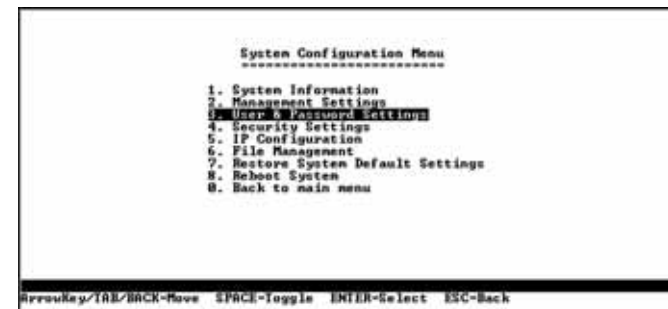 System Configuration Menu
=========================
1. System Information
2. Management Settings
3. User & Password Settings
4. Security Settings
5. IP Configuration
6. File Management
7. Restore System Default Settings
8. Reboot System
0. Back to main menu
ArrowKey/TAB/BACK=Move SPACE=Toggle ENTER=Select ESC=Back